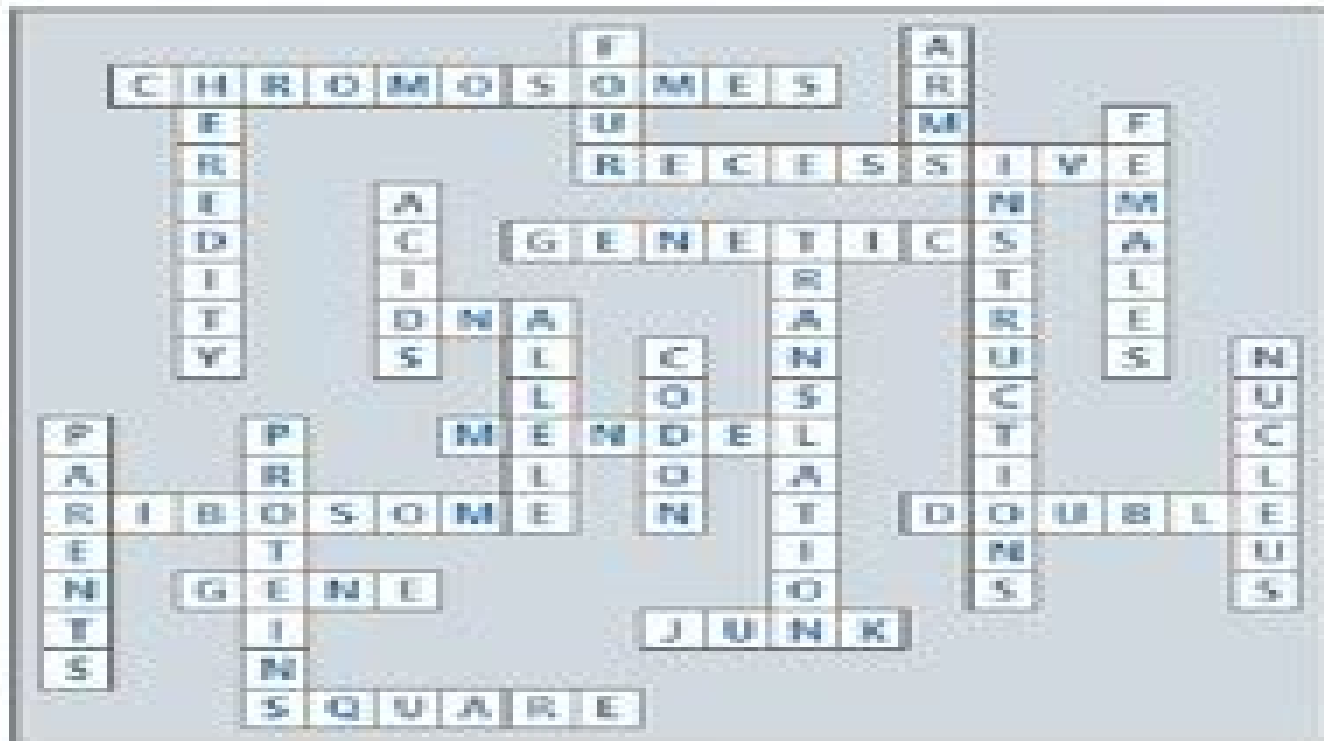 FOUR
ARMS
CHROMOSOMES
HEREDITY
FEMALES
RECESSIVE
INSTRUCTIONS
ACIDS
GENETICS
TRANSLATION
DNA
ALLELE
CODON
NUCLEUS
PARENTS
PROTEINS
MENDEL
RIBOSOME
DOUBLE
GENE
JUNK
SQUARE